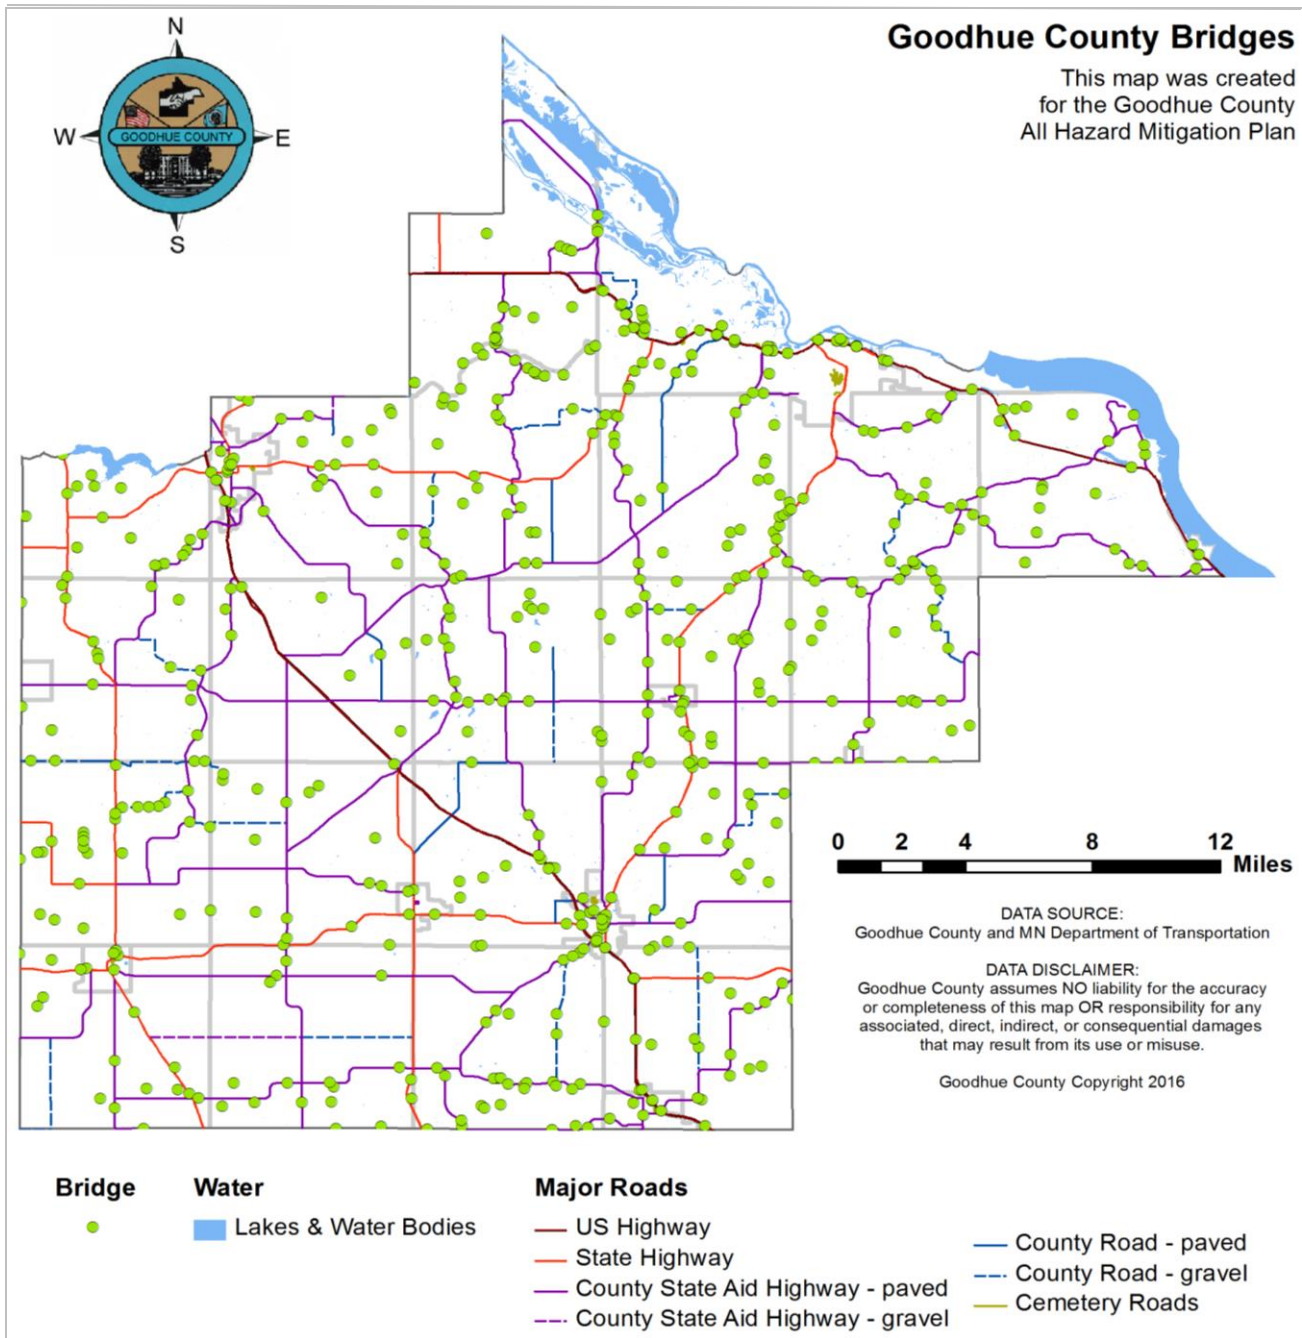 Goodhue County Bridges
This map was created
for the Goodhue County
All Hazard Mitigation Plan
N
W
GOODHUE COUNTY
E
S
0 2 4 8 12
Miles
DATA SOURCE:
Goodhue County and MN Department of Transportation
DATA DISCLAIMER:
Goodhue County assumes NO liability for the accuracy
or completeness of this map OR responsibility for any
associated, direct, indirect, or consequential damages
that may result from its use or misuse.
Goodhue County Copyright 2016
Bridge
Water
Lakes & Water Bodies
Major Roads
US Highway
State Highway
County State Aid Highway - paved
County State Aid Highway - gravel
County Road - paved
County Road - gravel
Cemetery Roads